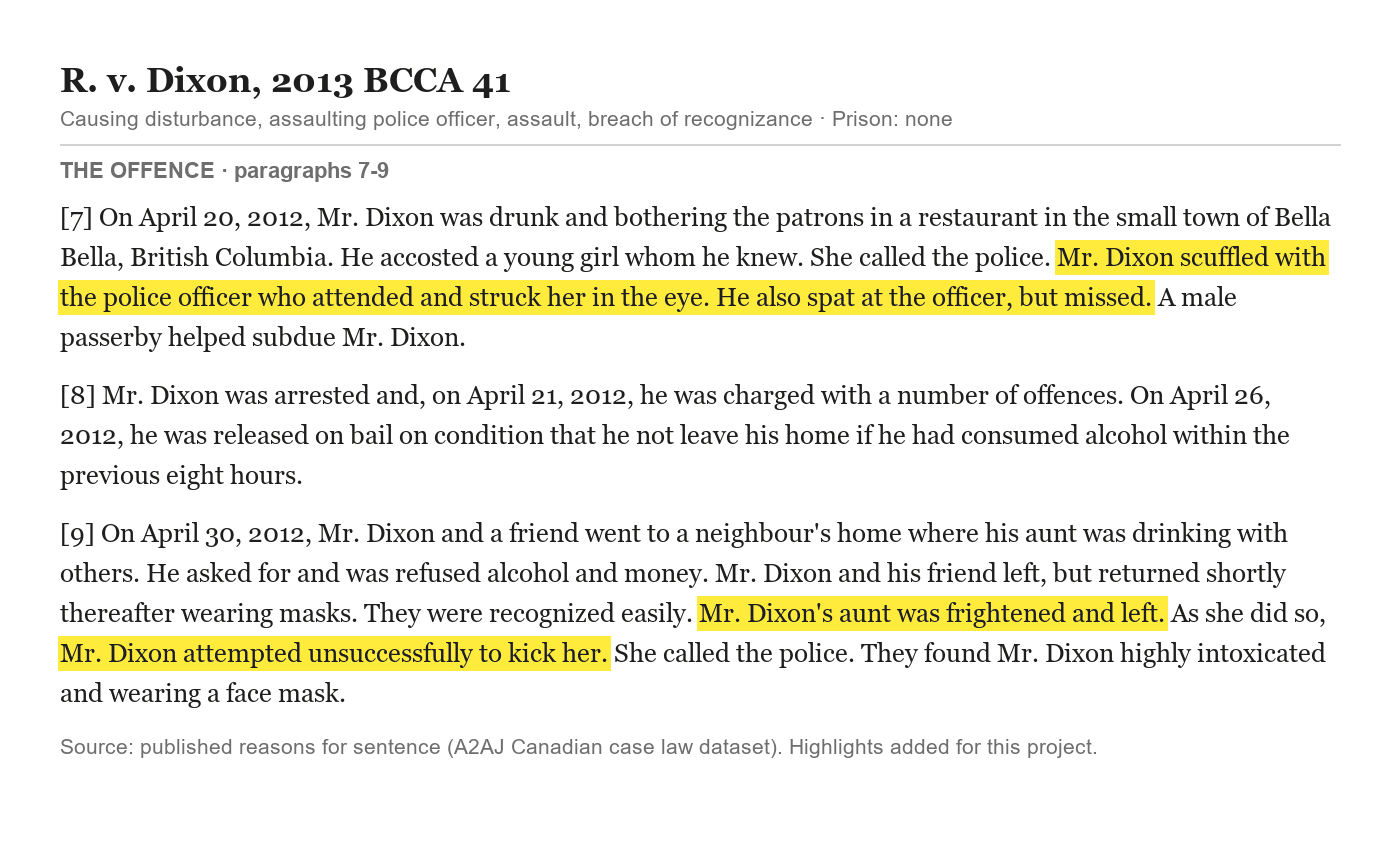 R. v. Dixon, 2013 BCCA 41
Causing disturbance, assaulting police officer, assault, breach of recognizance · Prison: none
THE OFFENCE · paragraphs 7-9
[7] On April 20, 2012, Mr. Dixon was drunk and bothering the patrons in a restaurant in the small town of Bella
Bella, British Columbia. He accosted a young girl whom he knew. She called the police. Mr. Dixon scuffled with
the police officer who attended and struck her in the eye. He also spat at the officer, but missed. A male
passerby helped subdue Mr. Dixon.
[8] Mr. Dixon was arrested and, on April 21, 2012, he was charged with a number of offences. On April 26,
2012, he was released on bail on condition that he not leave his home if he had consumed alcohol within the
previous eight hours.
[9] On April 30, 2012, Mr. Dixon and a friend went to a neighbour's home where his aunt was drinking with
others. He asked for and was refused alcohol and money. Mr. Dixon and his friend left, but returned shortly
thereafter wearing masks. They were recognized easily. Mr. Dixon's aunt was frightened and left. As she did so,
Mr. Dixon attempted unsuccessfully to kick her. She called the police. They found Mr. Dixon highly intoxicated
and wearing a face mask.
Source: published reasons for sentence (A2AJ Canadian case law dataset). Highlights added for this project.